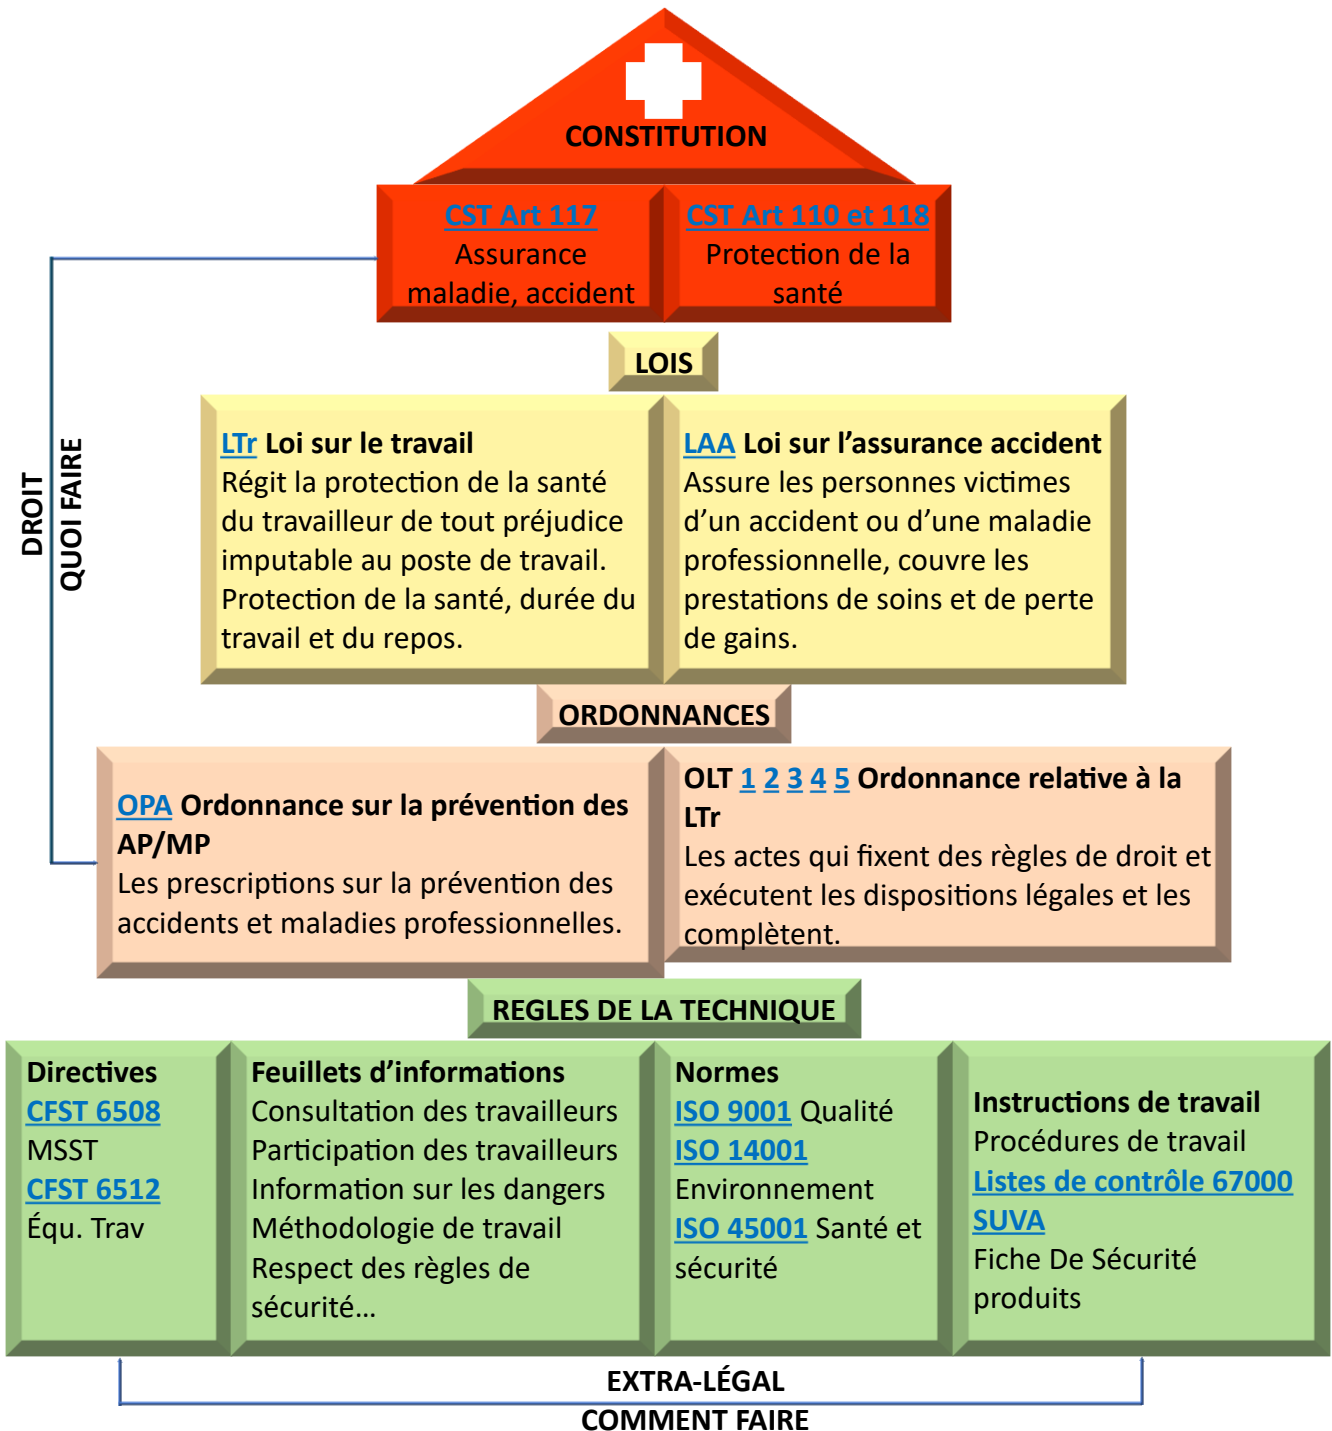 CONSTITUTION
CST Art 117
Assurance
maladie, accident
CST Art 110 et 118
Protection de la
santé
LOIS
DROIT
QUOI FAIRE
LTr Loi sur le travail
Régit la protection de la santé
du travailleur de tout préjudice
imputable au poste de travail.
Protection de la santé, durée du
travail et du repos.
LAA Loi sur l’assurance accident
Assure les personnes victimes
d’un accident ou d’une maladie
professionnelle, couvre les
prestations de soins et de perte
de gains.
ORDONNANCES
OPA Ordonnance sur la prévention des
AP/MP
Les prescriptions sur la prévention des
accidents et maladies professionnelles.
OLT 1 2 3 4 5 Ordonnance relative à la
LTr
Les actes qui fixent des règles de droit et
exécutent les dispositions légales et les
complètent.
REGLES DE LA TECHNIQUE
Directives
CFST 6508
MSST
CFST 6512
Équ. Trav
Feuillets d’informations
Consultation des travailleurs
Participation des travailleurs
Information sur les dangers
Méthodologie de travail
Respect des règles de
sécurité…
Normes
ISO 9001 Qualité
ISO 14001
Environnement
ISO 45001 Santé et
sécurité
Instructions de travail
Procédures de travail
Listes de contrôle 67000
SUVA
Fiche De Sécurité
produits
EXTRA-LÉGAL
COMMENT FAIRE